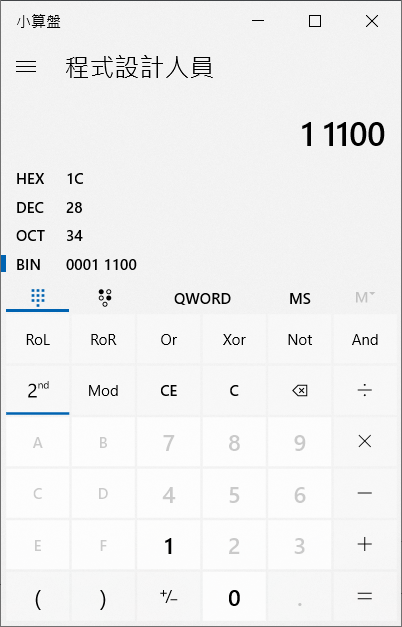 小算盤
程式設計人員
1 1100
HEX 1C
DEC 28
OCT 34
BIN 0001 1100
QWORD MS M
RoL RoR Or Xor Not And
2nd Mod CE C ÷
A B 7 8 9 ×
C D 4 5 6 −
E F 1 2 3 +
( ) +/− 0 . =